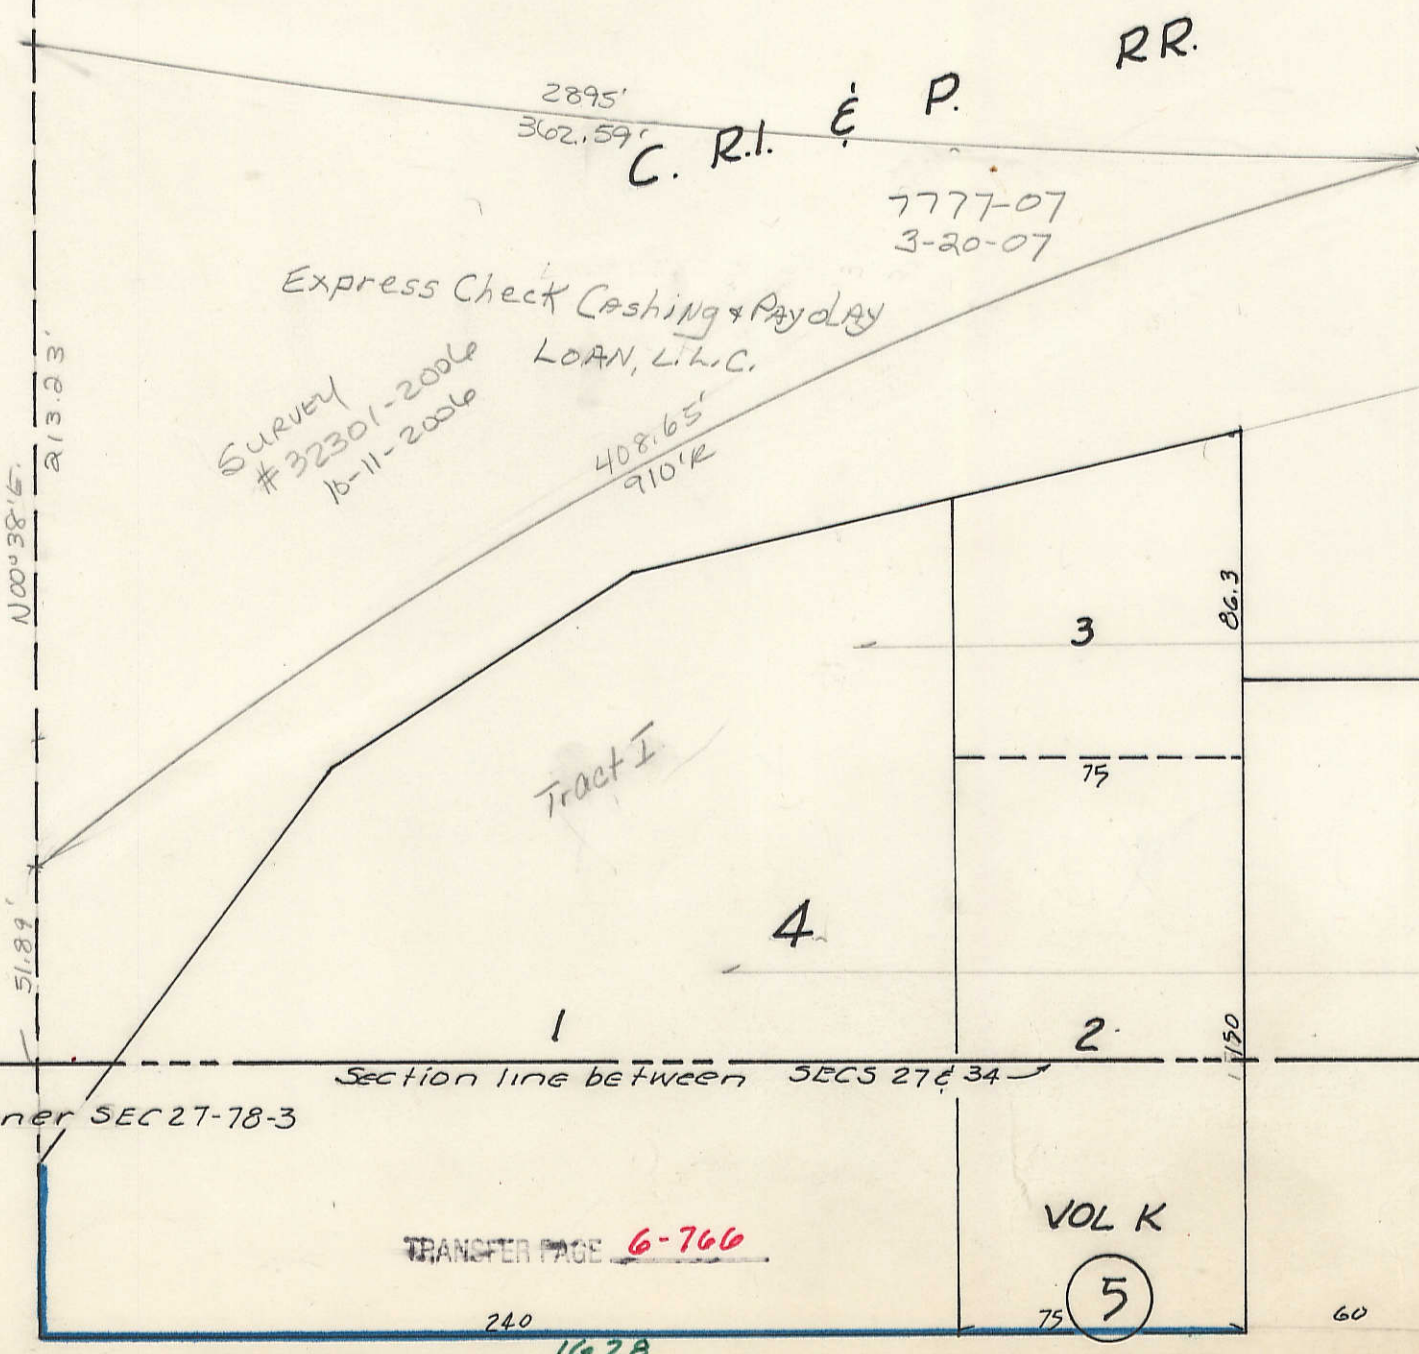 RR.
C. R.I. & P.
2895'
362.59'
7777-07
3-20-07
Express Check Cashing & PAYdAY
LOAN, L.L.C.
SURVEY
#32301-2006
10-11-2006
213.23'
N00°38'E.
408.65'
910'R
86.3
3
75
Tract I
4
51.89'
1
2
150
Section line between SECS 27 & 34
ner SEC 27-78-3
VOL K
TRANSFER PAGE 6-766
5
240
75
60
1628